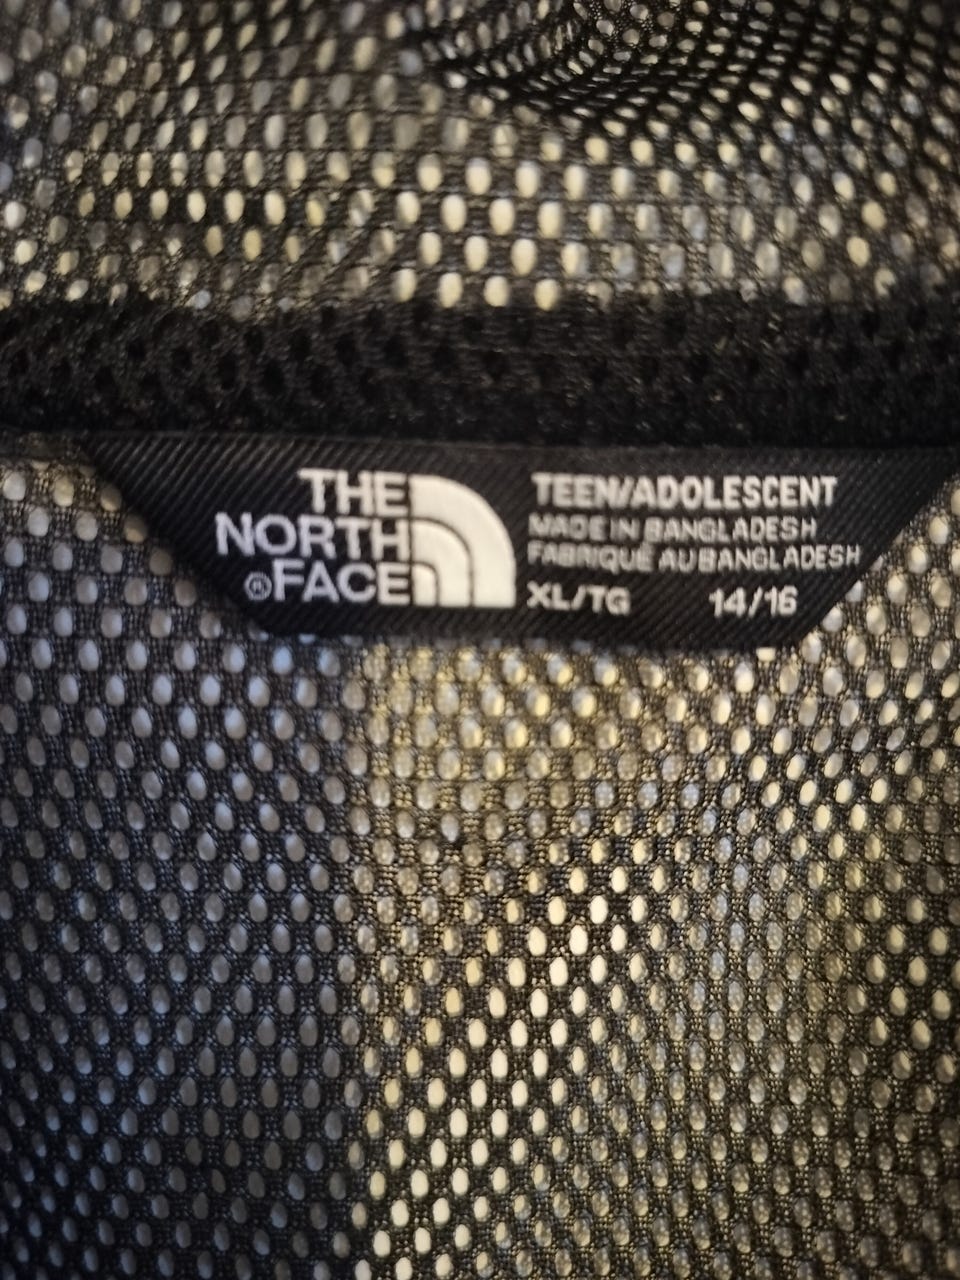 THE
NORTH
®FACE
TEEN/ADOLESCENT
MADE IN BANGLADESH
FABRIQUÉ AU BANGLADESH
XL/TG 14/16